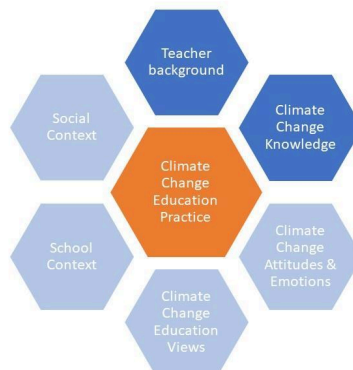 Teacher
background
Climate
Change
Knowledge
Climate
Change
Attitudes &
Emotions
Climate
Change
Education
Views
School
Context
Social
Context
Climate
Change
Education
Practice